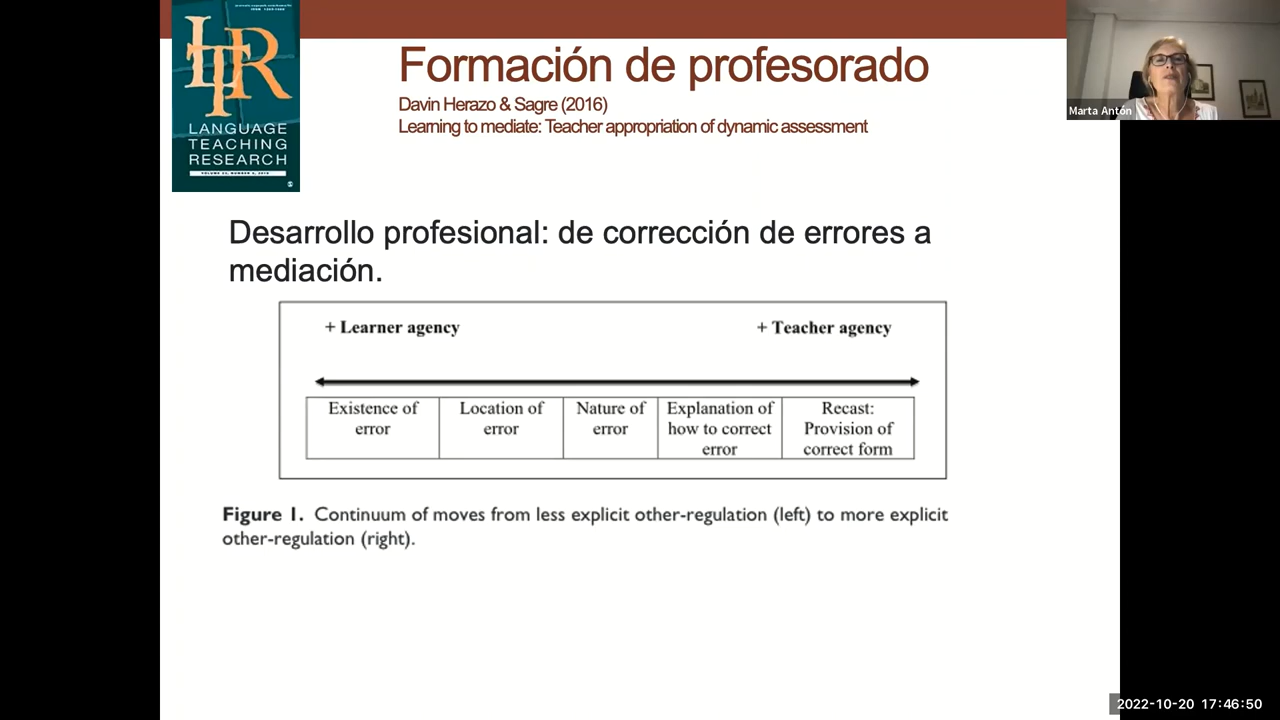 LTR
LANGUAGE
TEACHING
RESEARCH
Formación de profesorado
Davin Herazo & Sagre (2016)
Learning to mediate: Teacher appropriation of dynamic assessment
Marta Antón
Desarrollo profesional: de corrección de errores a
mediación.
+ Learner agency + Teacher agency
Existence of error
Location of error
Nature of error
Explanation of how to correct error
Recast: Provision of correct form
Figure 1. Continuum of moves from less explicit other-regulation (left) to more explicit
other-regulation (right).
2022-10-20 17:46:50